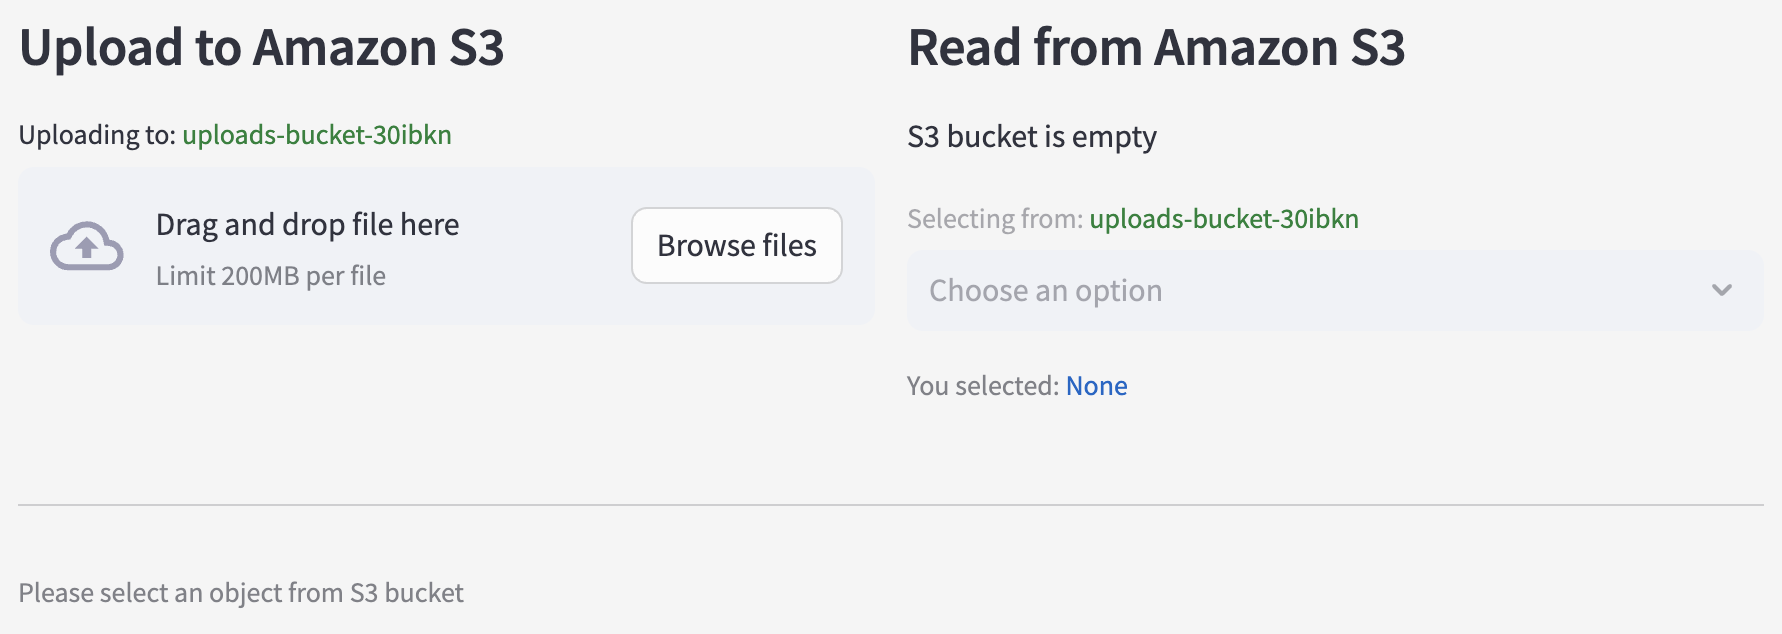 Upload to Amazon S3
Uploading to: uploads-bucket-30ibkn
Drag and drop file here
Limit 200MB per file
Browse files
Read from Amazon S3
S3 bucket is empty
Selecting from: uploads-bucket-30ibkn
Choose an option
You selected: None
Please select an object from S3 bucket